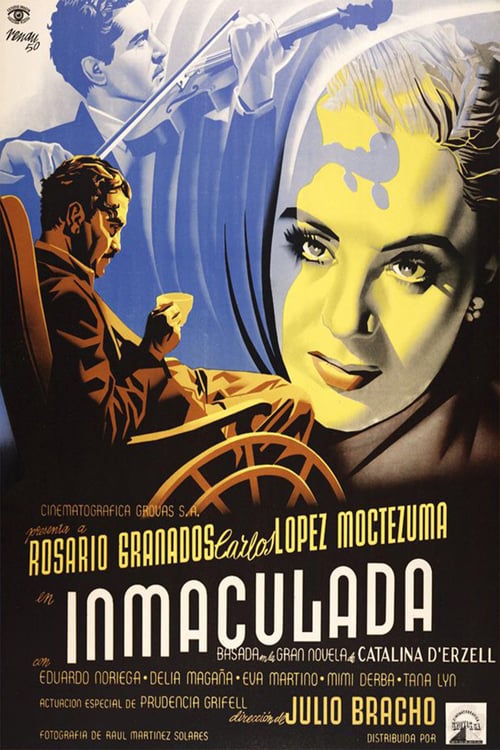 renau
50
CINEMATOGRAFICA GROVAS S.A.
presenta a
ROSARIO GRANADOS Carlos LOPEZ MOCTEZUMA
en
INMACULADA
BASADA en la GRAN NOVELA de CATALINA D'ERZELL
con
EDUARDO NORIEGA · DELIA MAGAÑA · EVA MARTINO · MIMI DERBA · TANA LYN
ACTUACION ESPECIAL DE PRUDENCIA GRIFELL
dirección de JULIO BRACHO
FOTOGRAFIA DE RAUL MARTINEZ SOLARES
DISTRIBUIDA POR